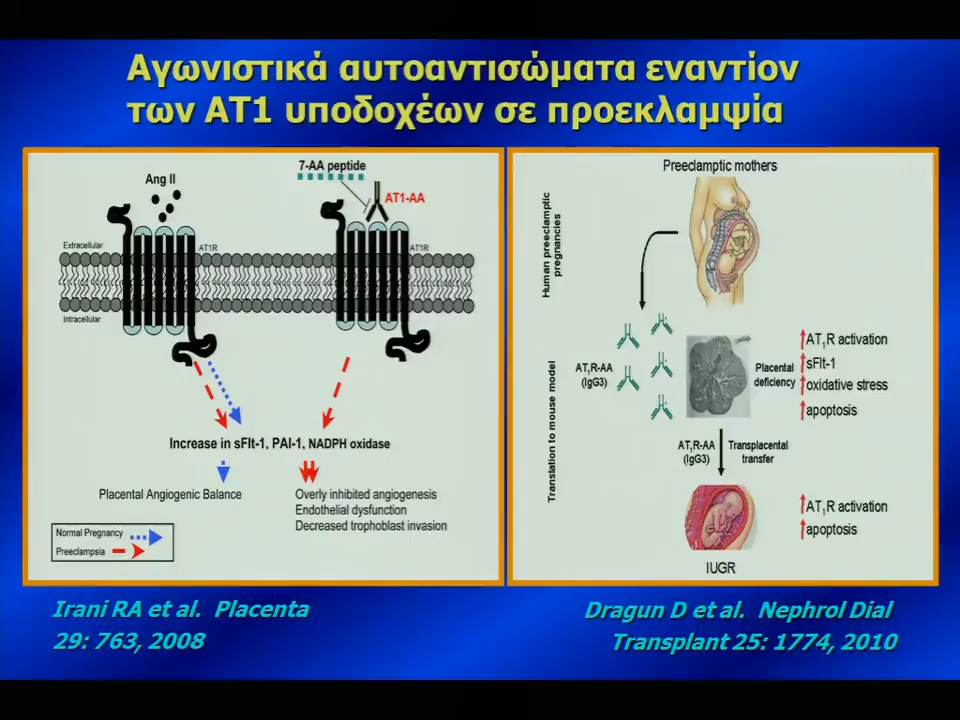 Αγωνιστικά αυτοαντισώματα εναντίον
των ΑΤ1 υποδοχέων σε προεκλαμψία
Ang II
7-AA peptide
AT1-AA
Extracellular
AT1R
AT1R
Intracellular
Increase in sFlt-1, PAI-1, NADPH oxidase
Placental Angiogenic Balance
Overly inhibited angiogenesis
Endothelial dysfunction
Decreased trophoblast invasion
Normal Pregnancy
Preeclampsia
Preeclamptic mothers
Human preeclamptic
pregnancies
Translation to mouse model
AT₁R-AA
(IgG3)
Placental
deficiency
AT₁R activation
sFlt-1
oxidative stress
apoptosis
AT₁R-AA
(IgG3)
Transplacental
transfer
AT₁R activation
apoptosis
IUGR
Irani RA et al. Placenta
29: 763, 2008
Dragun D et al. Nephrol Dial
Transplant 25: 1774, 2010